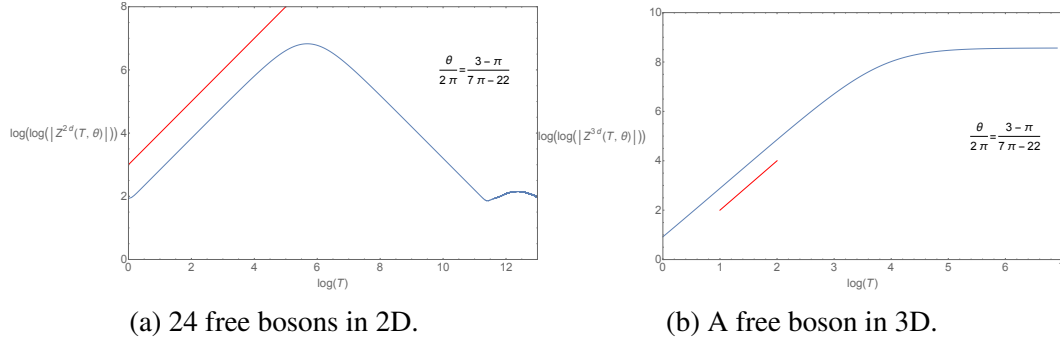 8
6
4
2
0
0 2 4 6 8 10 12
log(log(|Z^{2d}(T, θ)|))
log(T)
θ/2π = (3-π)/(7π-22)
(a) 24 free bosons in 2D.
10
8
6
4
2
0
0 1 2 3 4 5 6
log(log(|Z^{3d}(T, θ)|))
log(T)
θ/2π = (3-π)/(7π-22)
(b) A free boson in 3D.